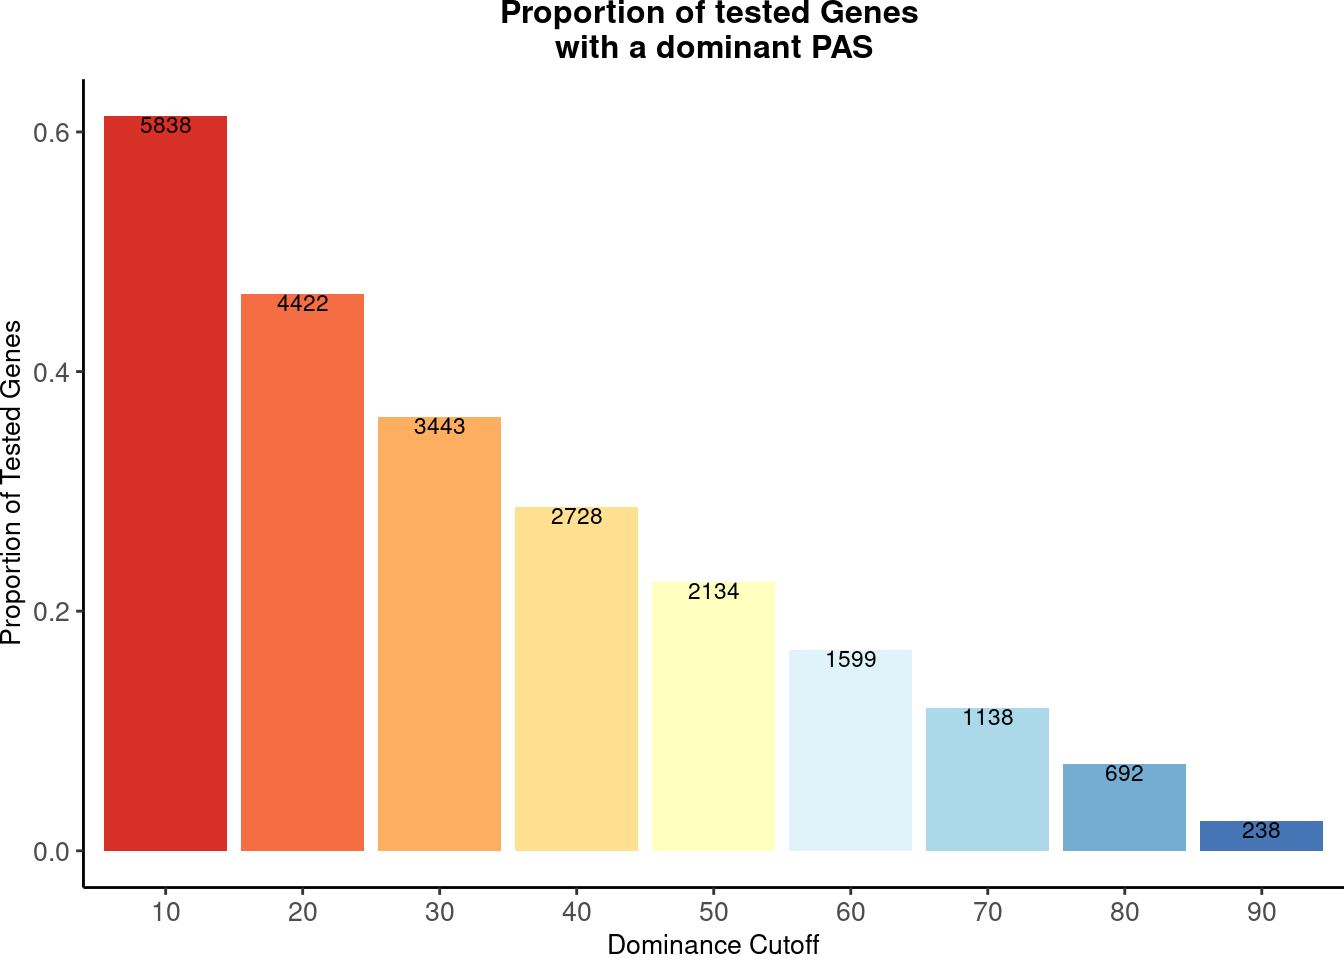 Proportion of tested Genes
with a dominant PAS
Proportion of Tested Genes
0.6
0.4
0.2
0.0
5838
4422
3443
2728
2134
1599
1138
692
238
10 20 30 40 50 60 70 80 90
Dominance Cutoff